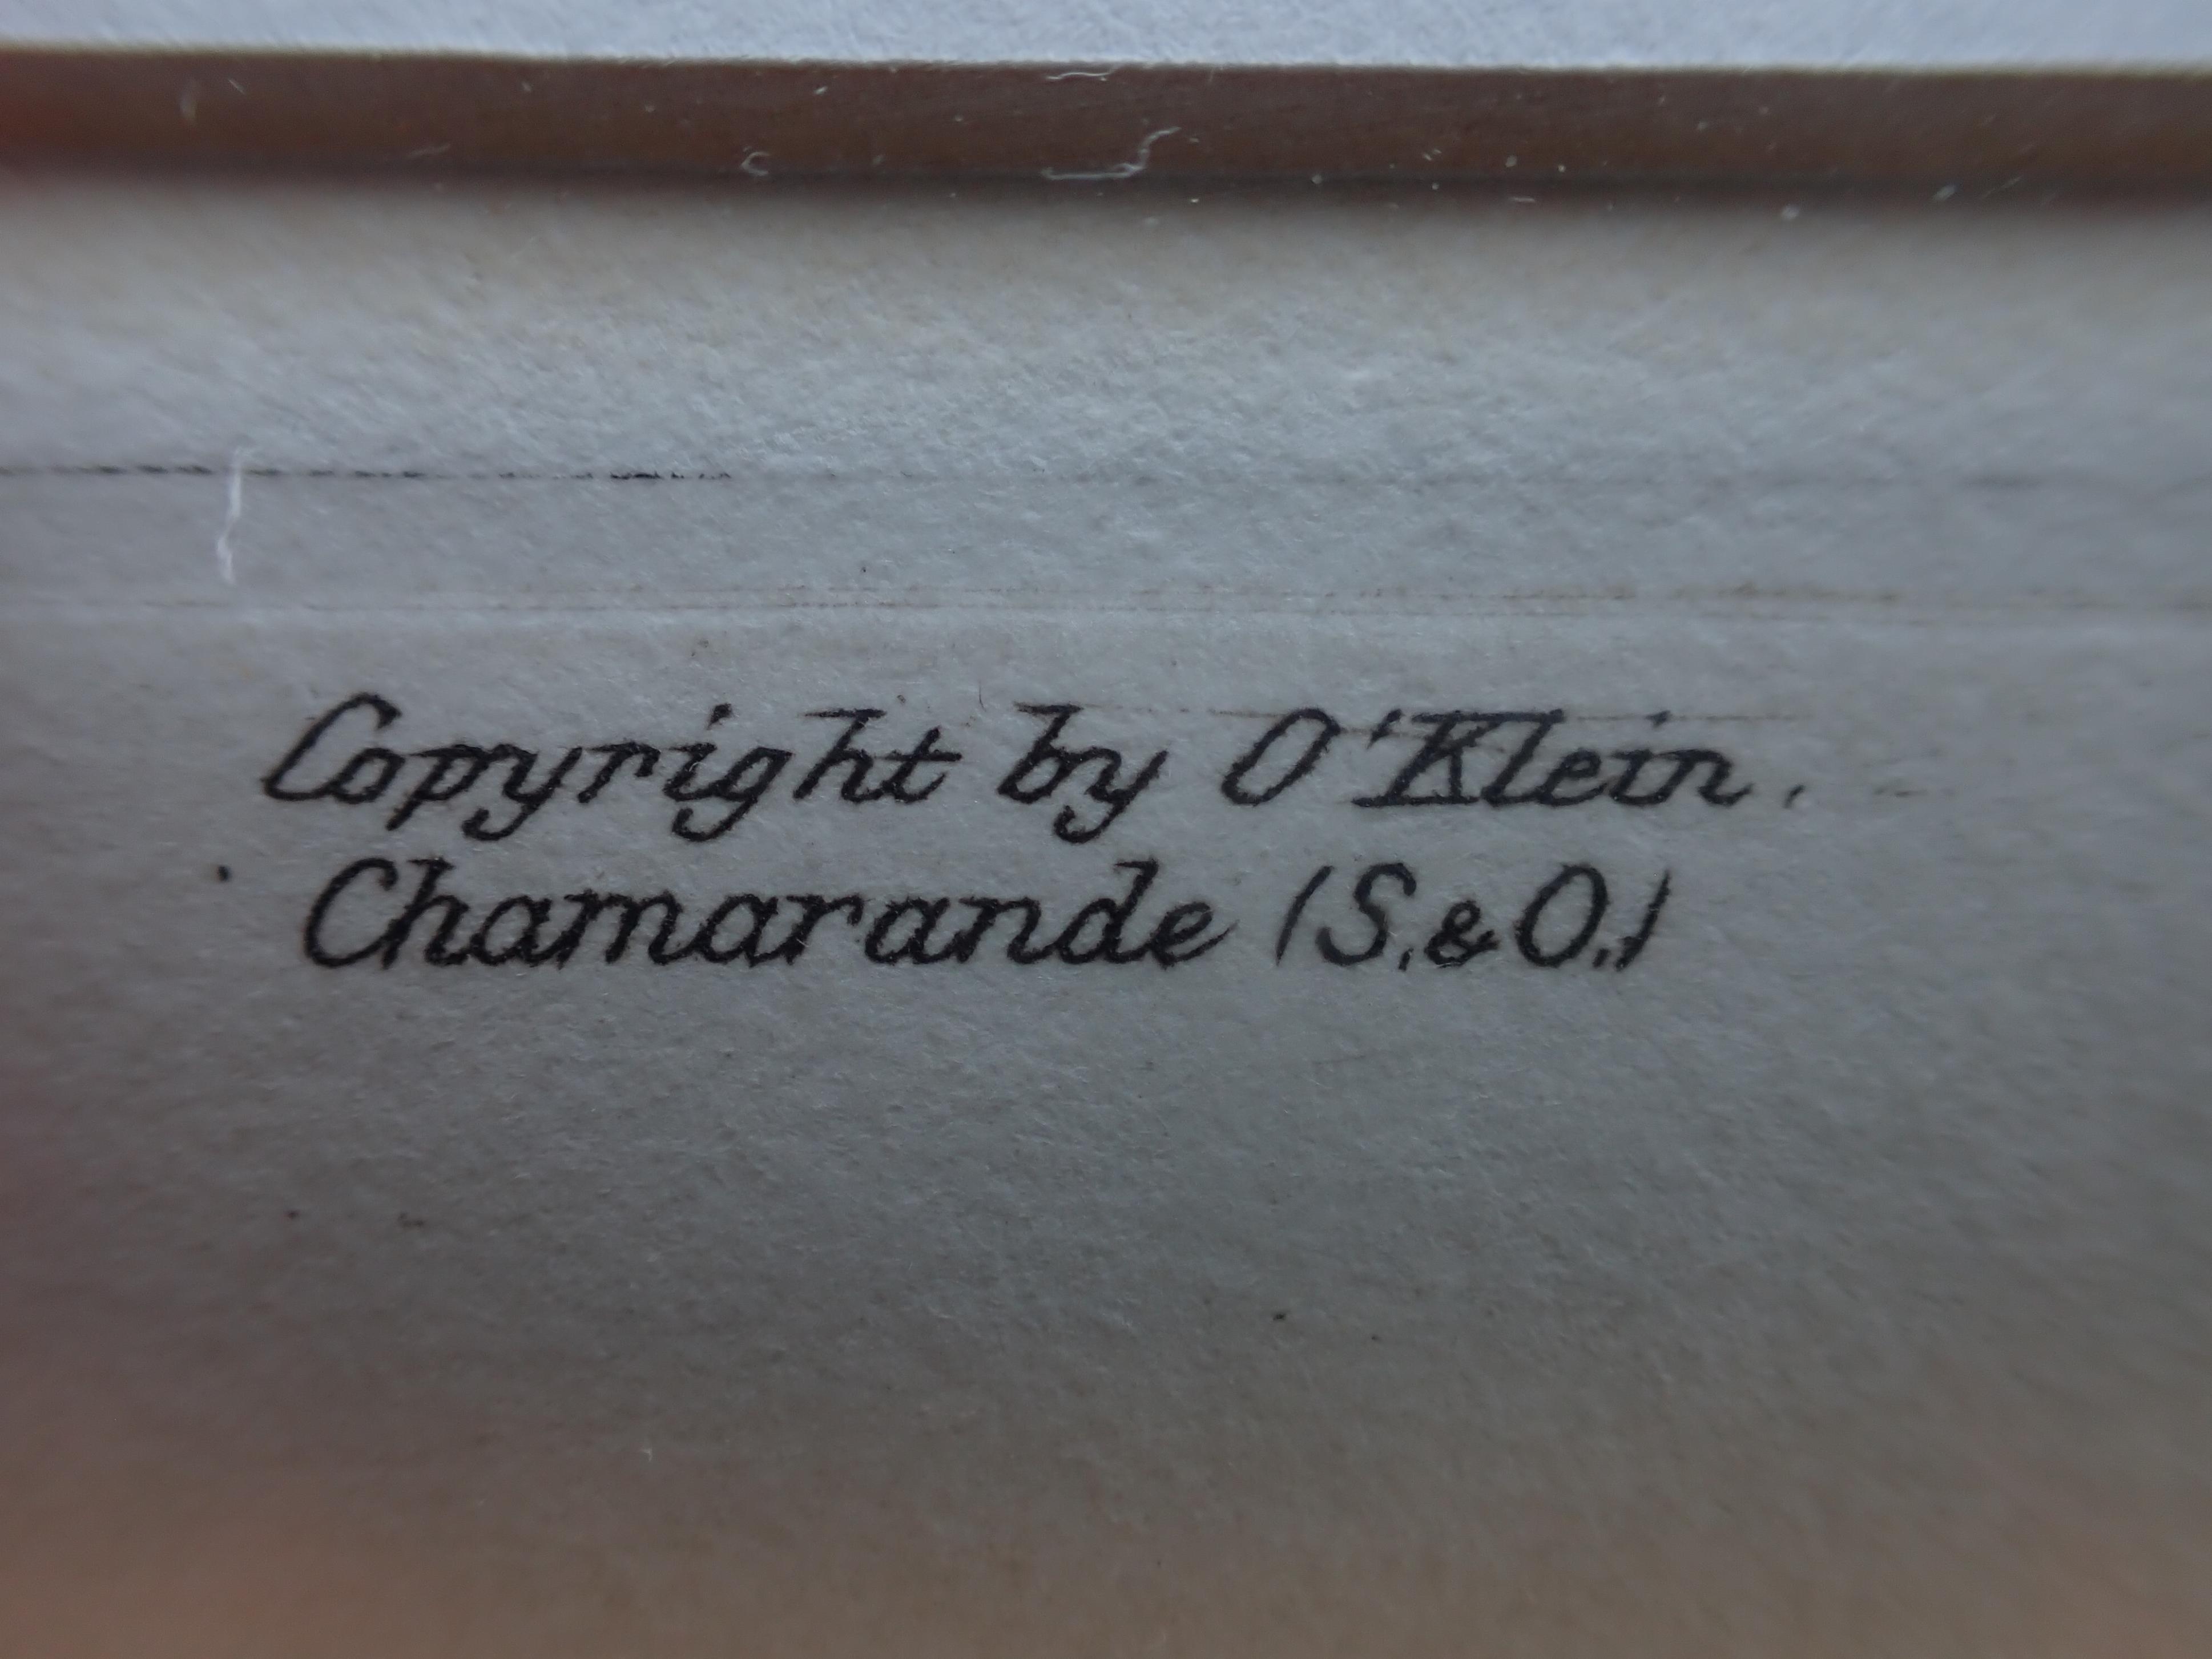 Copyright by O'Klein.
Chamarande (S.&O.)